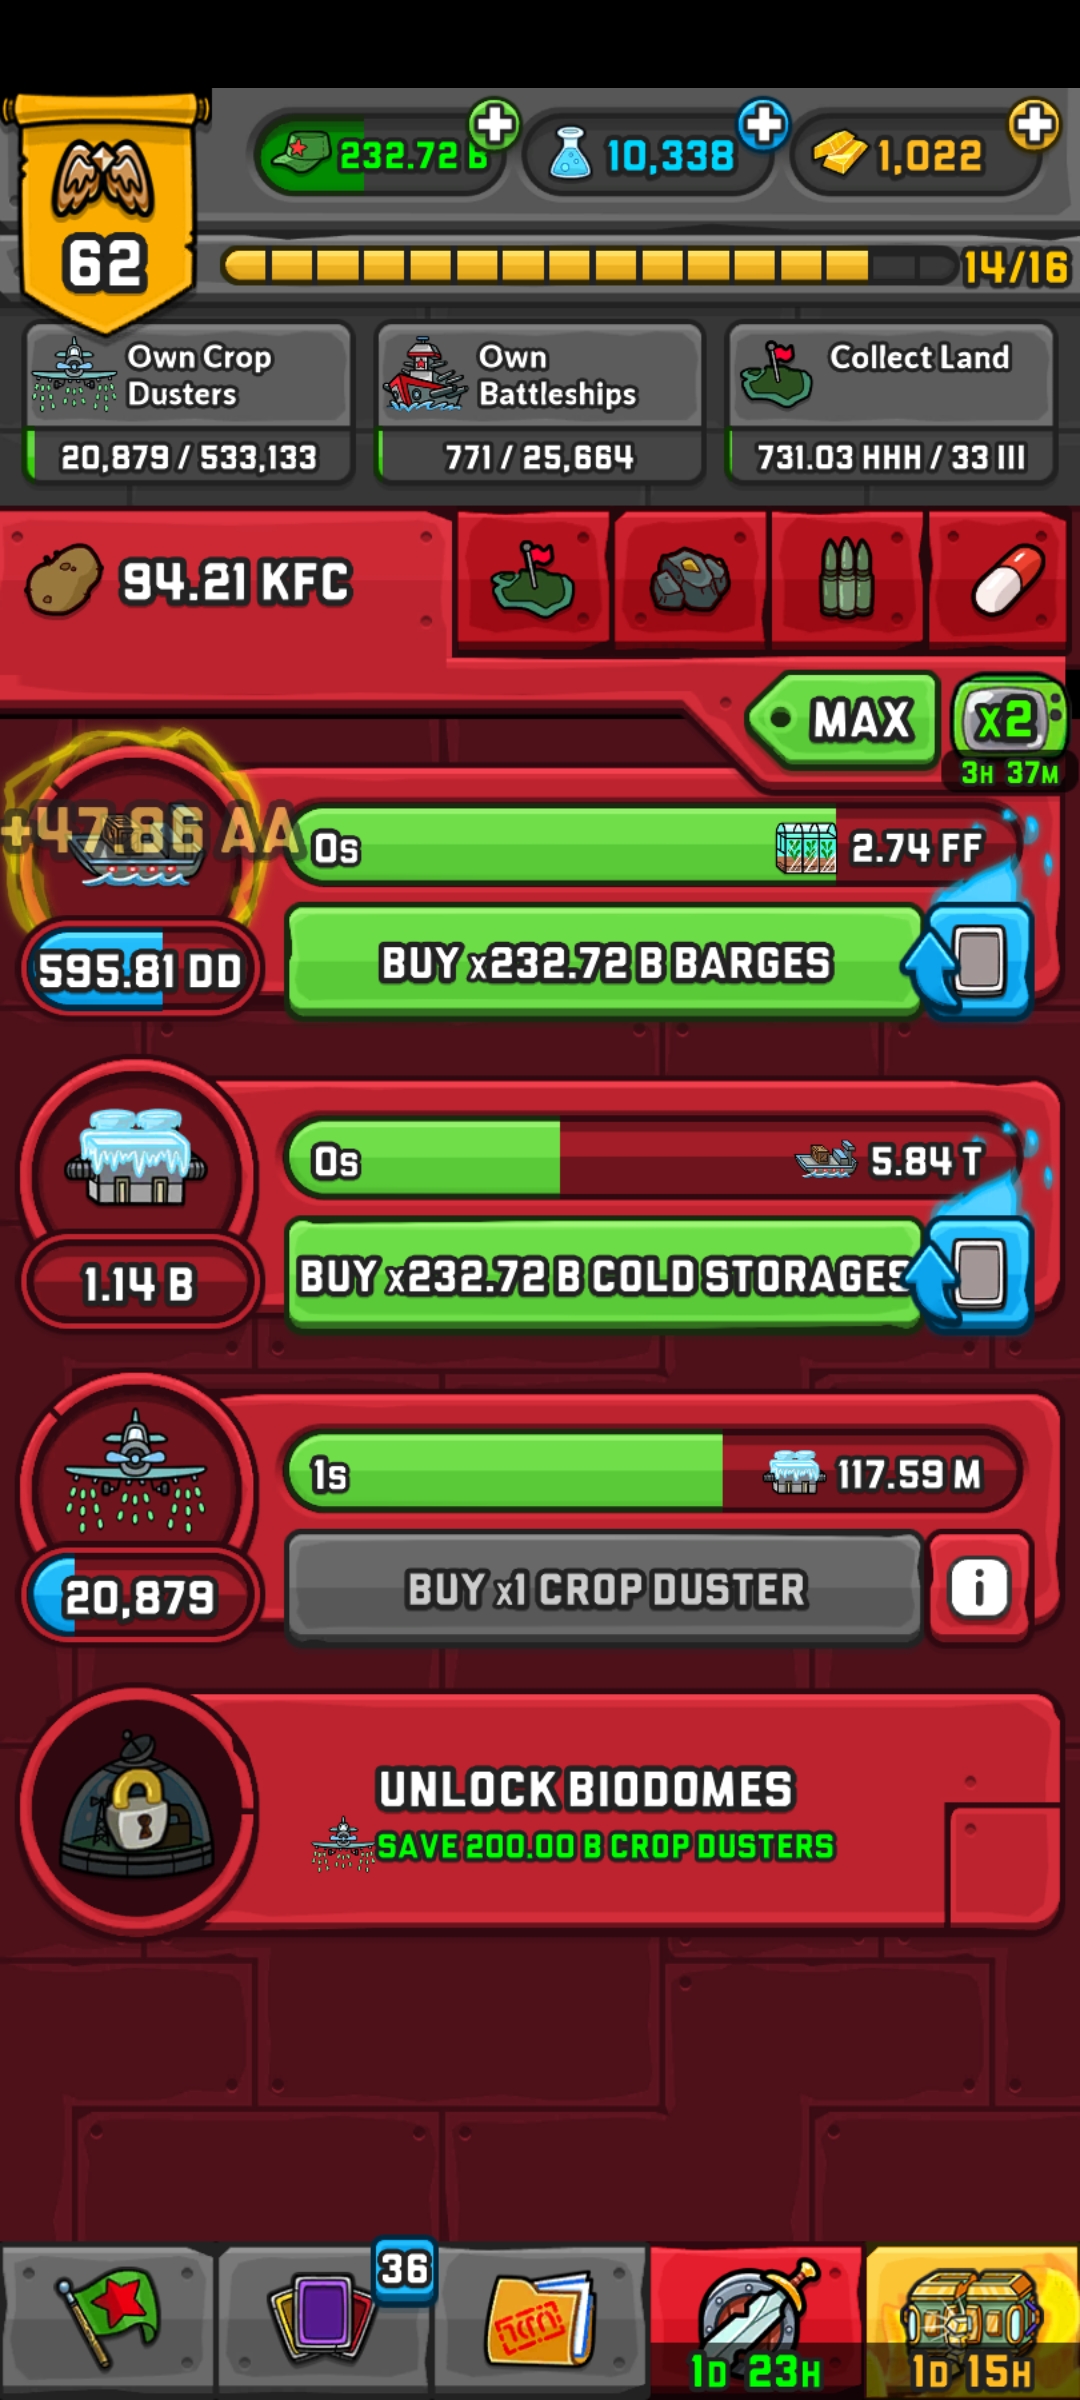 232.72 B
10,338
1,022
62
14/16
Own Crop Dusters
20,879 / 533,133
Own Battleships
771 / 25,664
Collect Land
731.03 HHH / 33 III
94.21 KFC
MAX
x2
3H 37M
+47.86 AA
0s
2.74 FF
595.81 DD
BUY x232.72 B BARGES
0s
5.84 T
1.14 B
BUY x232.72 B COLD STORAGES
1s
117.59 M
20,879
BUY x1 CROP DUSTER
i
UNLOCK BIODOMES
SAVE 200.00 B CROP DUSTERS
36
1D 23H
1D 15H